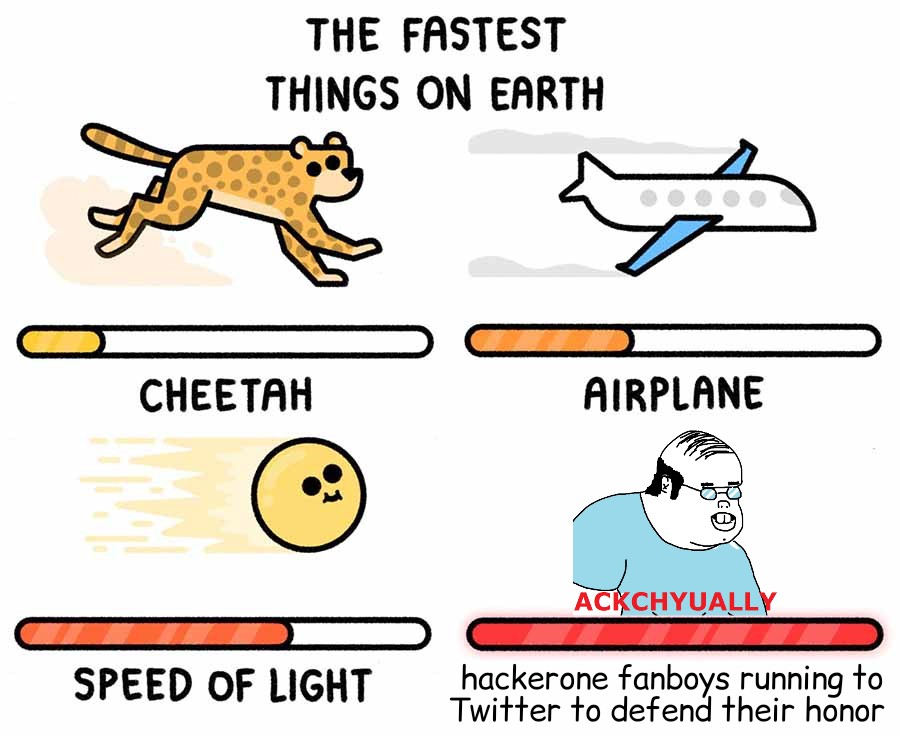 THE FASTEST
THINGS ON EARTH
CHEETAH
AIRPLANE
SPEED OF LIGHT
ACKCHYUALLY
hackerone fanboys running to
Twitter to defend their honor